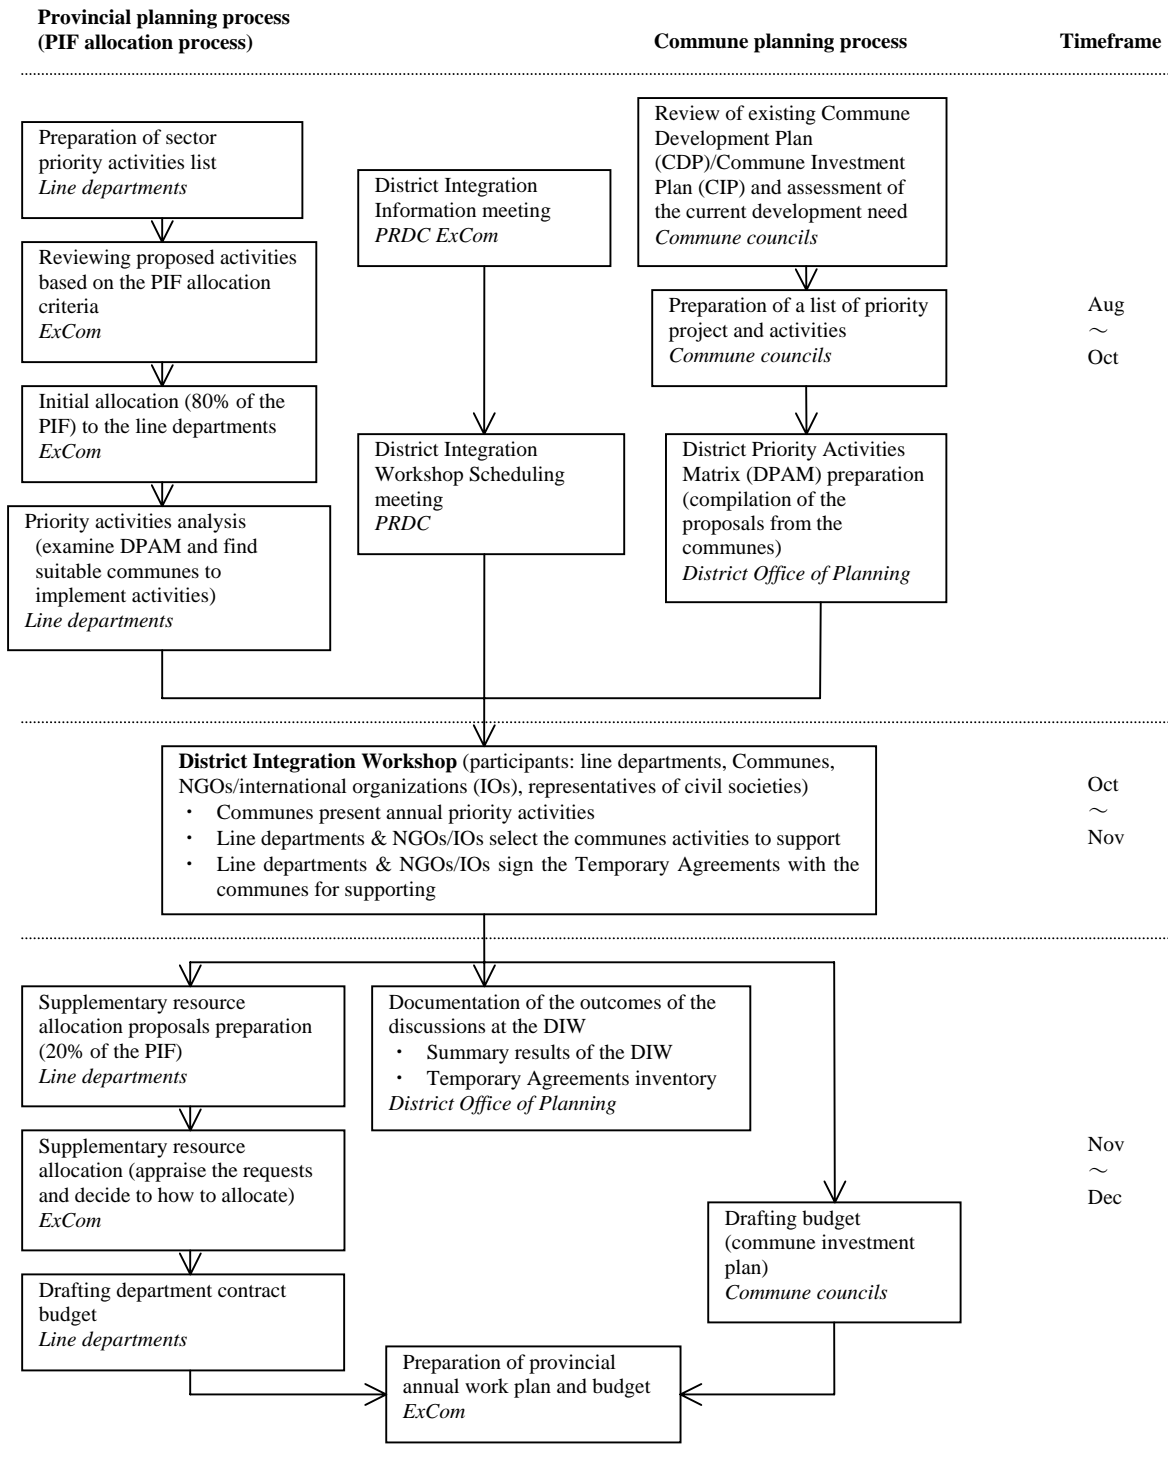 Provincial planning process
(PIF allocation process)
Commune planning process
Timeframe
Preparation of sector
priority activities list
Line departments
Reviewing proposed activities
based on the PIF allocation
criteria
ExCom
Initial allocation (80% of the
PIF) to the line departments
ExCom
Priority activities analysis
(examine DPAM and find
suitable communes to
implement activities)
Line departments
District Integration
Information meeting
PRDC ExCom
District Integration
Workshop Scheduling
meeting
PRDC
Review of existing Commune
Development Plan
(CDP)/Commune Investment
Plan (CIP) and assessment of
the current development need
Commune councils
Preparation of a list of priority
project and activities
Commune councils
District Priority Activities
Matrix (DPAM) preparation
(compilation of the
proposals from the
communes)
District Office of Planning
Aug
～
Oct
District Integration Workshop (participants: line departments, Communes,
NGOs/international organizations (IOs), representatives of civil societies)
・ Communes present annual priority activities
・ Line departments & NGOs/IOs select the communes activities to support
・ Line departments & NGOs/IOs sign the Temporary Agreements with the
communes for supporting
Oct
～
Nov
Supplementary resource
allocation proposals preparation
(20% of the PIF)
Line departments
Supplementary resource
allocation (appraise the requests
and decide to how to allocate)
ExCom
Drafting department contract
budget
Line departments
Documentation of the outcomes of the
discussions at the DIW
・ Summary results of the DIW
・ Temporary Agreements inventory
District Office of Planning
Drafting budget
(commune investment
plan)
Commune councils
Preparation of provincial
annual work plan and budget
ExCom
Nov
～
Dec